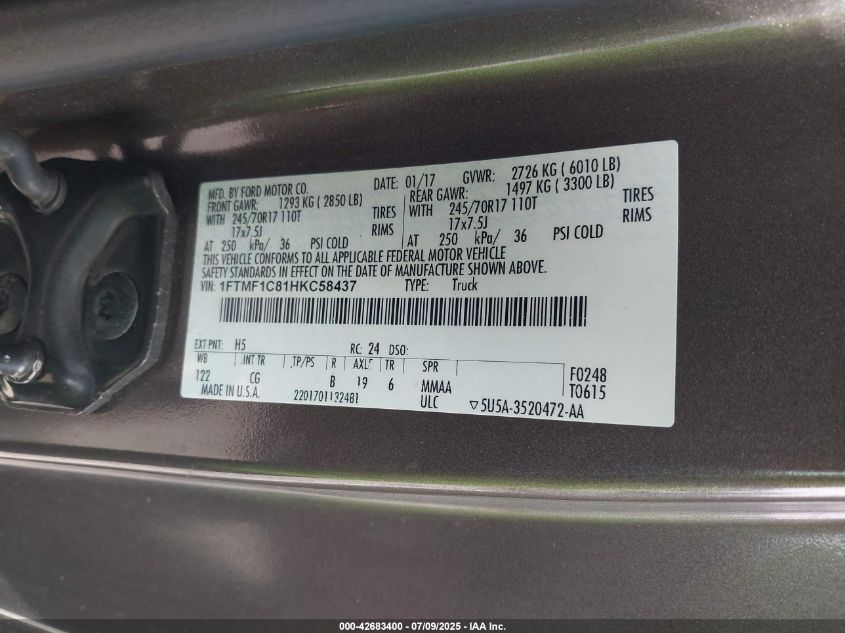 MFD. BY FORD MOTOR CO.
DATE: 01/17 GVWR: 2726 KG ( 6010 LB)
FRONT GAWR: 1293 KG ( 2850 LB)
REAR GAWR: 1497 KG ( 3300 LB)
WITH 245/70R17 110T TIRES
WITH 245/70R17 110T TIRES
17x7.5J RIMS
17x7.5J RIMS
AT 250 kPa/ 36 PSI COLD
AT 250 kPa/ 36 PSI COLD
THIS VEHICLE CONFORMS TO ALL APPLICABLE FEDERAL MOTOR VEHICLE
SAFETY STANDARDS IN EFFECT ON THE DATE OF MANUFACTURE SHOWN ABOVE.
VIN: 1FTMF1C81HKC58437 TYPE: Truck
EXT PNT: H5 RC: 24 DSO:
WB INT TR TP/PS R AXLE TR SPR
122 CG B 19 6 MMAA
F0248
T0615
MADE IN U.S.A. 2201701132481 ULC ▽5U5A-3520472-AA
000-42683400 / 07/09/2025 - IAA Inc.